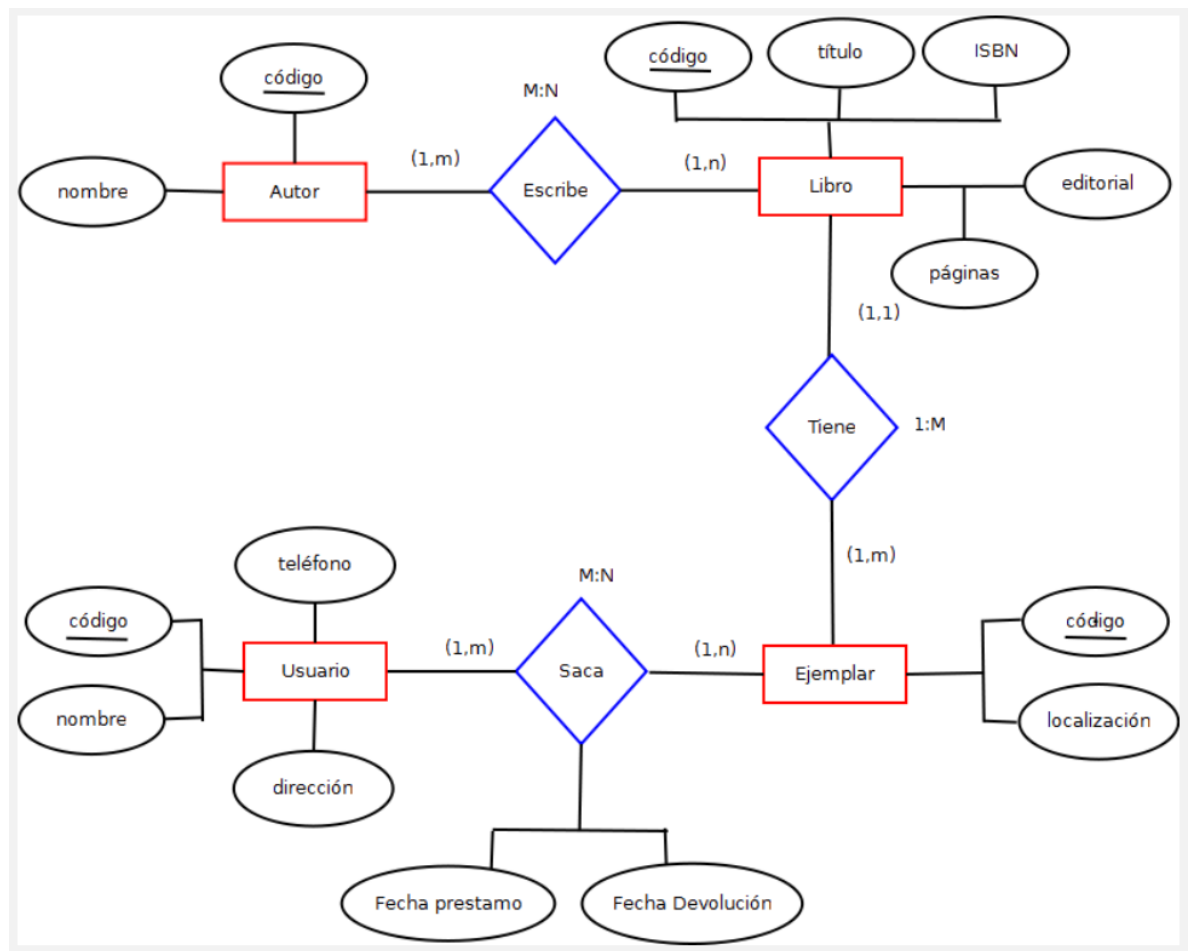 código
título
ISBN
código
M:N
(1,m)
(1,n)
nombre
Autor
Escribe
Libro
editorial
páginas
(1,1)
Tiene
1:M
(1,m)
teléfono
M:N
código
código
(1,m)
(1,n)
Usuario
Saca
Ejemplar
nombre
localización
dirección
Fecha prestamo
Fecha Devolución